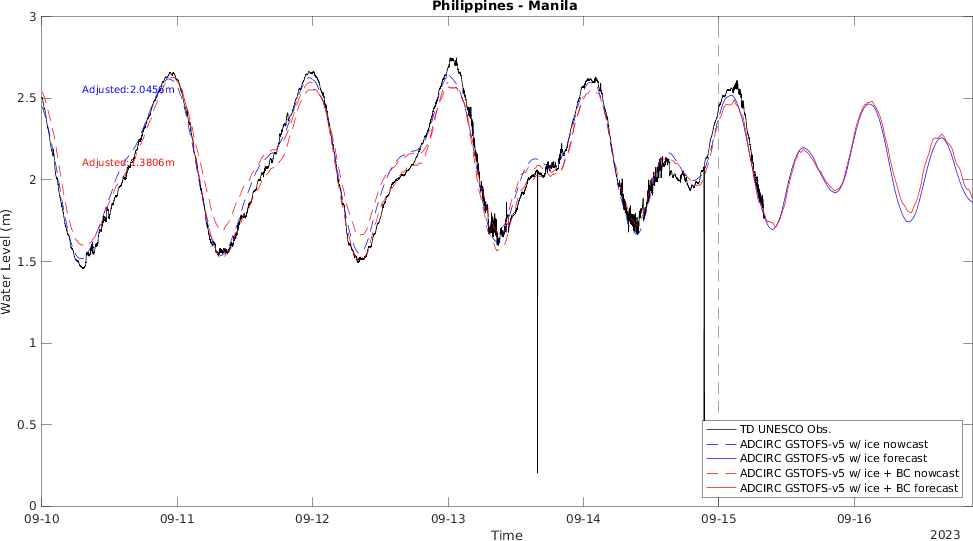 Philippines - Manila
3
2.5
2
1.5
1
0.5
0
Water Level (m)
Adjusted:2.0456m
Adjusted:1.3806m
TD UNESCO Obs.
ADCIRC GSTOFS-v5 w/ ice nowcast
ADCIRC GSTOFS-v5 w/ ice forecast
ADCIRC GSTOFS-v5 w/ ice + BC nowcast
ADCIRC GSTOFS-v5 w/ ice + BC forecast
09-10 09-11 09-12 09-13 09-14 09-15 09-16
Time
2023